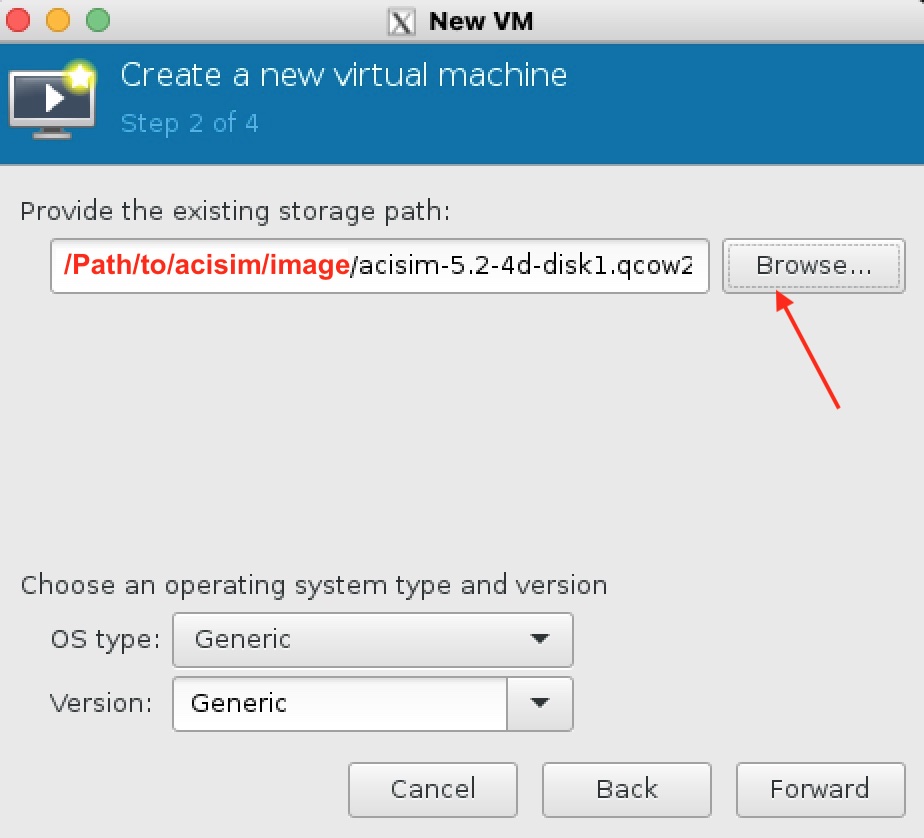 New VM
Create a new virtual machine
Step 2 of 4
Provide the existing storage path:
/Path/to/acisim/image/acisim-5.2-4d-disk1.qcow2 Browse...
Choose an operating system type and version
OS type: Generic
Version: Generic
Cancel Back Forward